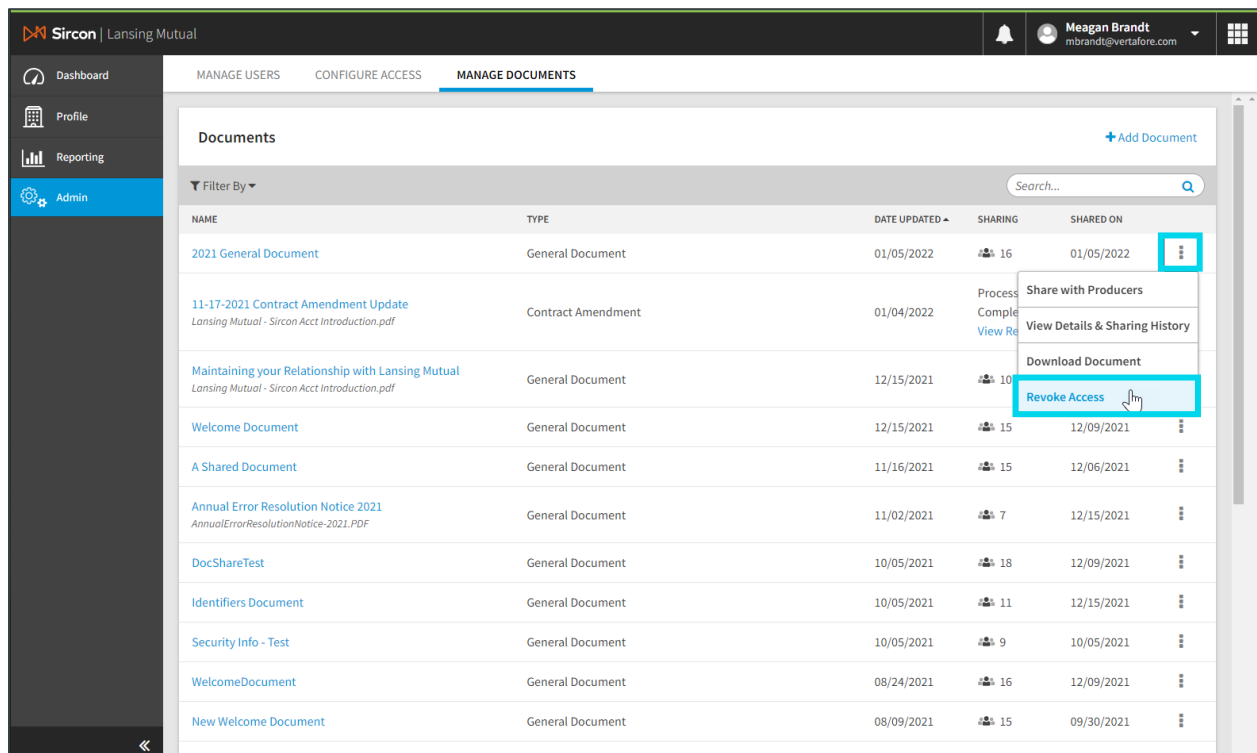 Sircon | Lansing Mutual
Meagan Brandt
mbrandt@vertafore.com
Dashboard
Profile
Reporting
Admin
MANAGE USERS CONFIGURE ACCESS MANAGE DOCUMENTS
Documents
+ Add Document
Filter By
Search...
NAME TYPE DATE UPDATED SHARING SHARED ON
2021 General Document General Document 01/05/2022 16 01/05/2022
11-17-2021 Contract Amendment Update
Lansing Mutual - Sircon Acct Introduction.pdf
Contract Amendment 01/04/2022
Process
Comple
View Re
Share with Producers
View Details & Sharing History
Download Document
Revoke Access
Maintaining your Relationship with Lansing Mutual
Lansing Mutual - Sircon Acct Introduction.pdf
General Document 12/15/2021 10
Welcome Document General Document 12/15/2021 15 12/09/2021
A Shared Document General Document 11/16/2021 15 12/06/2021
Annual Error Resolution Notice 2021
AnnualErrorResolutionNotice-2021.PDF
General Document 11/02/2021 7 12/15/2021
DocShareTest General Document 10/05/2021 18 12/09/2021
Identifiers Document General Document 10/05/2021 11 12/15/2021
Security Info - Test General Document 10/05/2021 9 10/05/2021
WelcomeDocument General Document 08/24/2021 16 12/09/2021
New Welcome Document General Document 08/09/2021 15 09/30/2021